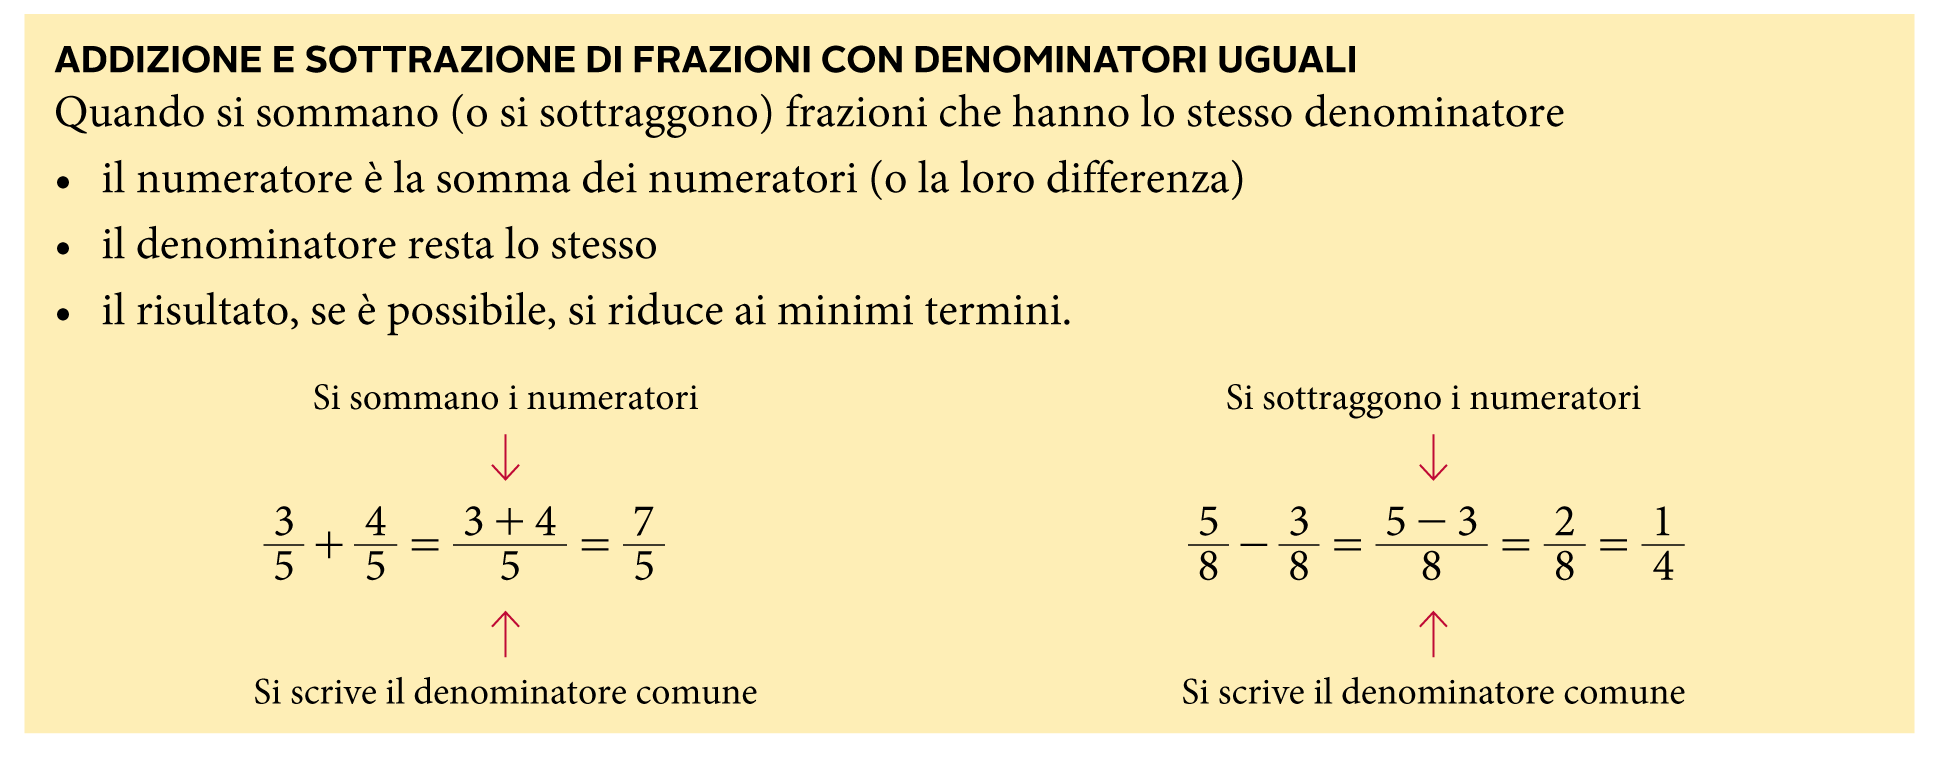 ADDIZIONE E SOTTRAZIONE DI FRAZIONI CON DENOMINATORI UGUALI
Quando si sommano (o si sottraggono) frazioni che hanno lo stesso denominatore
• il numeratore è la somma dei numeratori (o la loro differenza)
• il denominatore resta lo stesso
• il risultato, se è possibile, si riduce ai minimi termini.
Si sommano i numeratori
3/5 + 4/5 = (3 + 4)/5 = 7/5
Si scrive il denominatore comune
Si sottraggono i numeratori
5/8 − 3/8 = (5 − 3)/8 = 2/8 = 1/4
Si scrive il denominatore comune